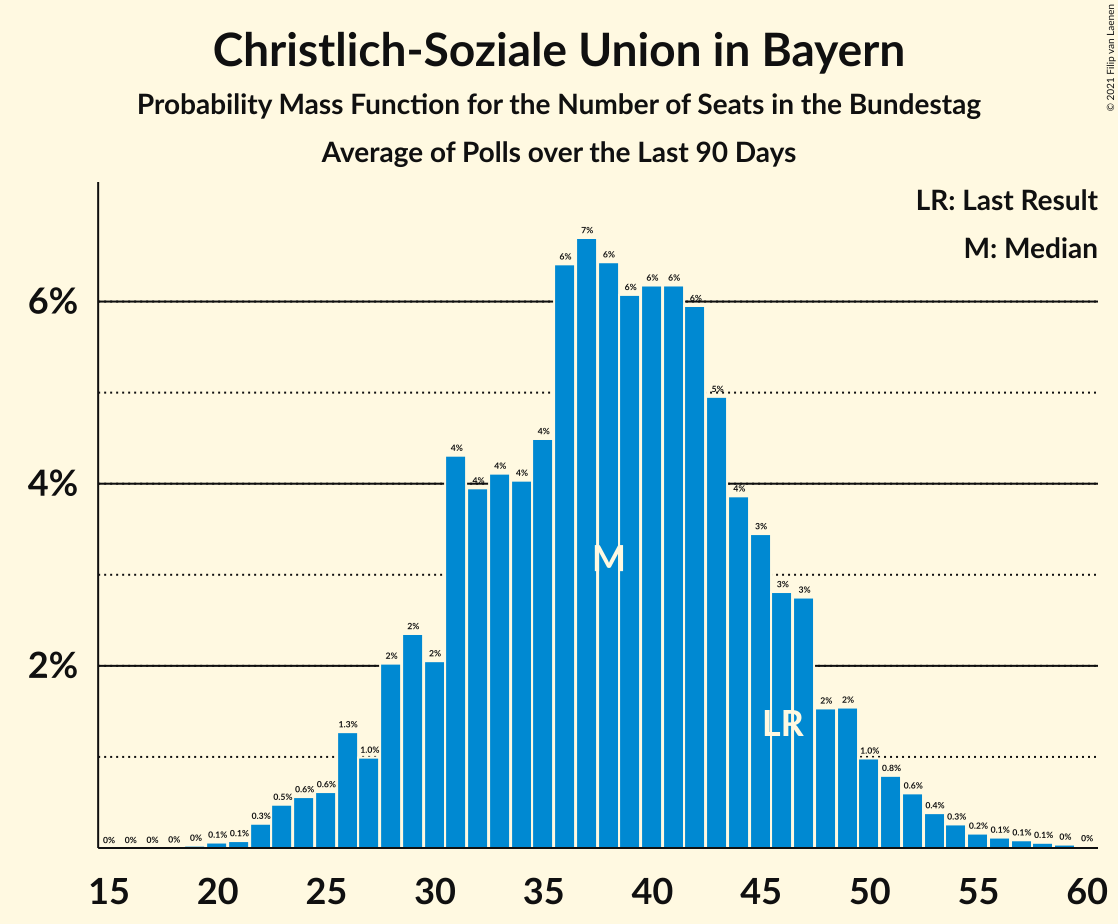 Christlich-Soziale Union in Bayern
Probability Mass Function for the Number of Seats in the Bundestag
Average of Polls over the Last 90 Days
© 2021 Filip van Laenen
LR: Last Result
M: Median
6%
4%
2%
0% 0% 0% 0% 0% 0.1% 0.1% 0.3% 0.5% 0.6% 0.6% 1.3% 1.0% 2% 2% 2% 4% 4% 4% 4% 4% 6% 7% 6% 6% 6% 6% 6% 5% 4% 3% 3% 3% 2% 2% 1.0% 0.8% 0.6% 0.4% 0.3% 0.2% 0.1% 0.1% 0.1% 0% 0%
M
LR
15 20 25 30 35 40 45 50 55 60